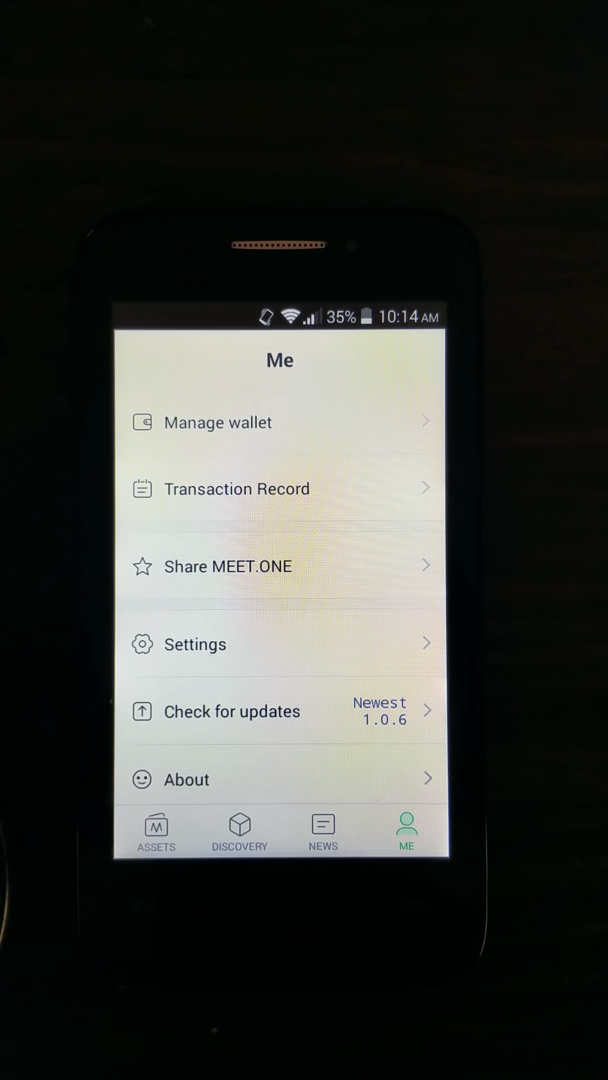 35% 10:14 AM
Me
Manage wallet
Transaction Record
Share MEET.ONE
Settings
Check for updates
Newest
1.0.6
About
ASSETS DISCOVERY NEWS ME